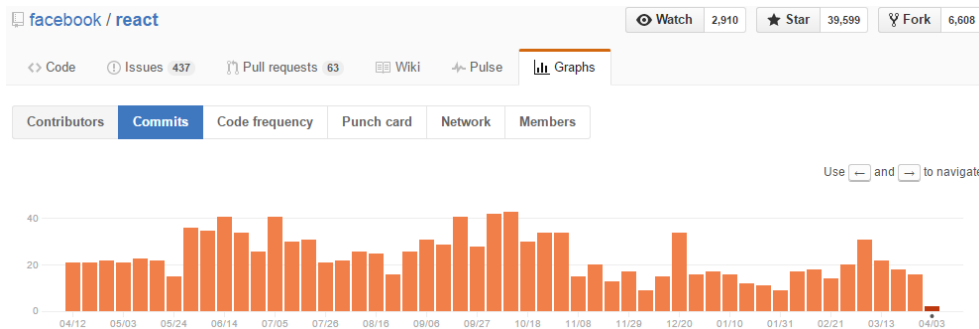 facebook / react Watch 2,910 Star 39,599 Fork 6,608
Code Issues 437 Pull requests 63 Wiki Pulse Graphs
Contributors Commits Code frequency Punch card Network Members
Use ← and → to navigate
40
20
0
04/12 05/03 05/24 06/14 07/05 07/26 08/16 09/06 09/27 10/18 11/08 11/29 12/20 01/10 01/31 02/21 03/13 04/03